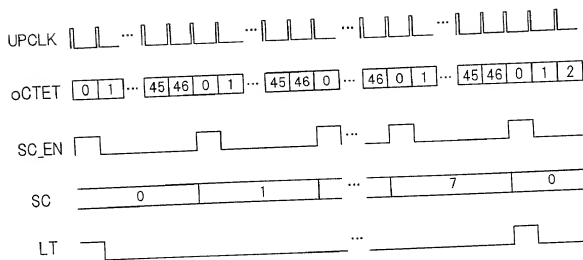 UPCLK ... ... ... ...
oCTET 0 1 ... 45 46 0 1 ... 45 46 0 ... 46 0 1 ... 45 46 0 1 2
SC_EN ...
SC 0 1 ... 7 0
LT ...